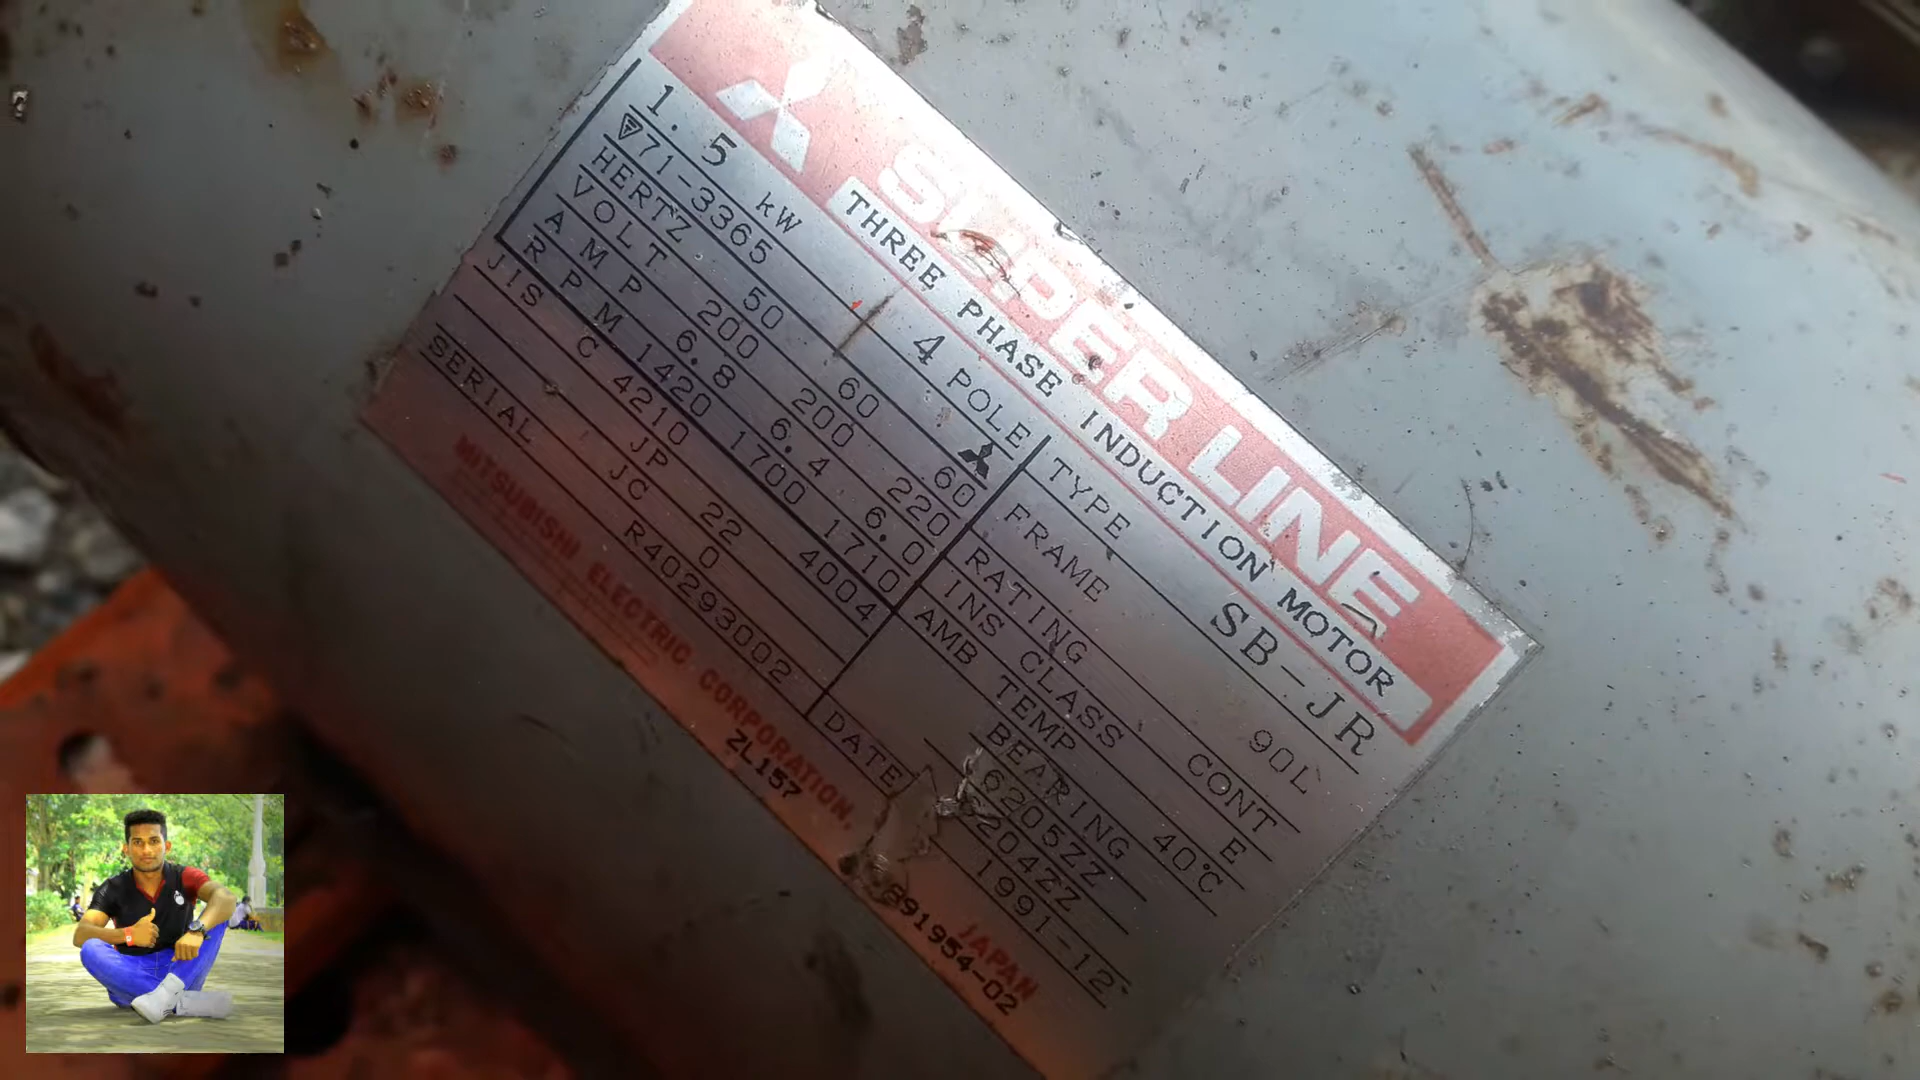 SUPER LINE
THREE PHASE INDUCTION MOTOR
1.5 kW 4 POLE
71-3365
HERTZ 50 60 60
VOLT 200 200 220
AMP 6.8 6.4 6.0
RPM 1420 1700 1710
JIS C 4210 JP 22 4004
JC 0
SERIAL R40293002
TYPE SB-JR
FRAME 90L
RATING CONT
INS CLASS E
AMB TEMP 40°C
BEARING
6205ZZ
6204ZZ
DATE 1991-12
MITSUBISHI ELECTRIC CORPORATION. JAPAN
ZL157 891954-02